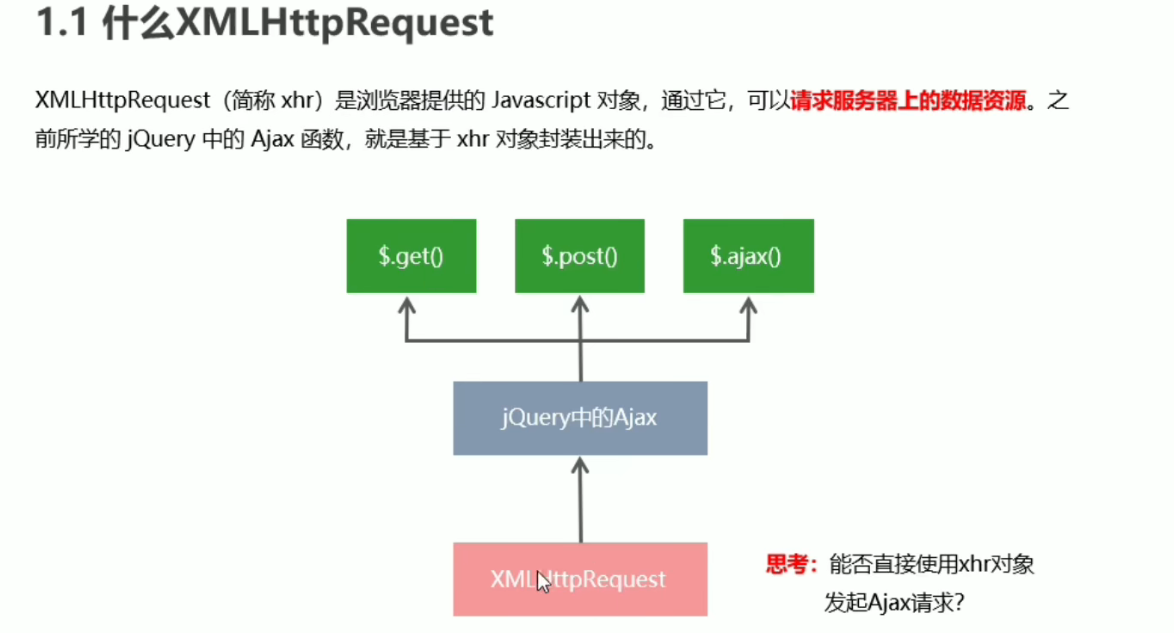 1.1 什么XMLHttpRequest
XMLHttpRequest（简称 xhr）是浏览器提供的 Javascript 对象，通过它，可以请求服务器上的数据资源。之
前所学的 jQuery 中的 Ajax 函数，就是基于 xhr 对象封装出来的。
$.get() $.post() $.ajax()
jQuery中的Ajax
XMLHttpRequest
思考：能否直接使用xhr对象
发起Ajax请求？